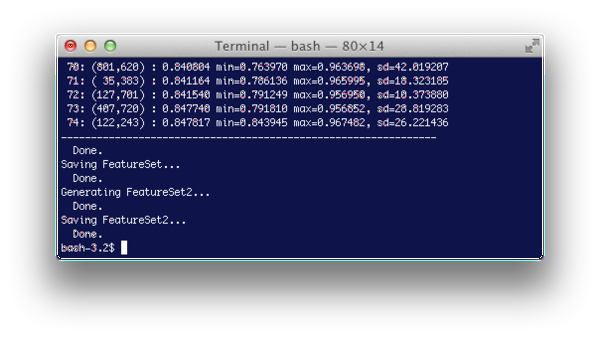 Terminal — bash — 80×14
70: (801,620) : 0.840804 min=0.763970 max=0.963698, sd=42.019207
71: ( 35,383) : 0.841164 min=0.786136 max=0.965995, sd=18.323185
72: (127,701) : 0.841540 min=0.791249 max=0.956950, sd=10.373880
73: (407,720) : 0.847740 min=0.791810 max=0.956852, sd=28.819283
74: (122,243) : 0.847817 min=0.843945 max=0.967482, sd=26.221436
---------------------------------------------------------------
Done.
Saving FeatureSet...
Done.
Generating FeatureSet2...
Done.
Saving FeatureSet2...
Done.
bash-3.2$